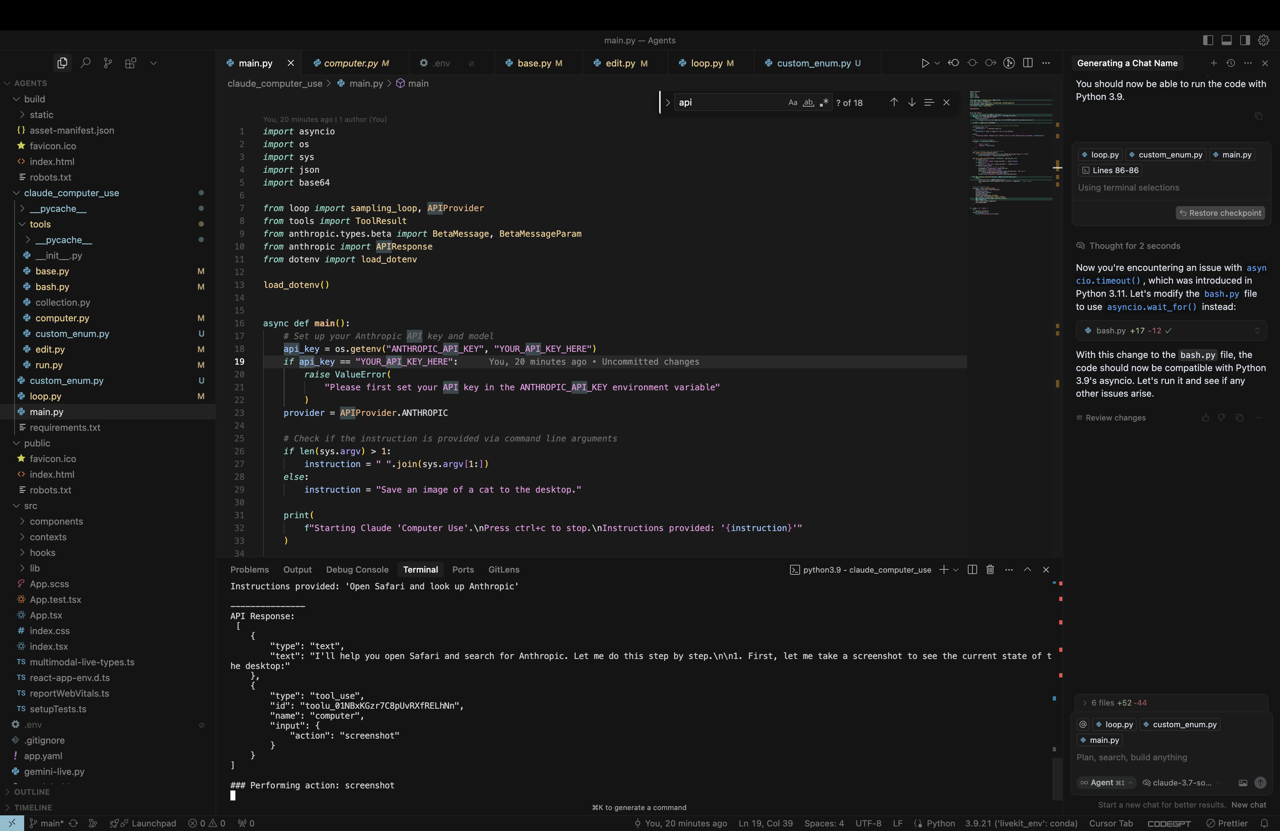 main.py — Agents
main.py
computer.py M
.env
base.py M
edit.py M
loop.py M
custom_enum.py U
AGENTS
build
static
asset-manifest.json
favicon.ico
index.html
robots.txt
claude_computer_use
__pycache__
tools
__pycache__
__init__.py
base.py M
bash.py M
collection.py
computer.py M
custom_enum.py U
edit.py M
run.py M
custom_enum.py U
loop.py M
main.py
requirements.txt
public
favicon.ico
index.html
robots.txt
src
components
contexts
hooks
lib
App.scss
App.test.tsx
App.tsx
index.css
index.tsx
TS multimodal-live-types.ts
TS react-app-env.d.ts
TS reportWebVitals.ts
TS setupTests.ts
.env
.gitignore
app.yaml
gemini-live.py
OUTLINE
TIMELINE
claude_computer_use > main.py > main
api
Aa ab
? of 18
You, 20 minutes ago | 1 author (You)
1 import asyncio
2 import os
3 import sys
4 import json
5 import base64
6
7 from loop import sampling_loop, APIProvider
8 from tools import ToolResult
9 from anthropic.types.beta import BetaMessage, BetaMessageParam
10 from anthropic import APIResponse
11 from dotenv import load_dotenv
12
13 load_dotenv()
14
15
16 async def main():
17 # Set up your Anthropic API key and model
18 api_key = os.getenv("ANTHROPIC_API_KEY", "YOUR_API_KEY_HERE")
19 if api_key == "YOUR_API_KEY_HERE": You, 20 minutes ago • Uncommitted changes
20 raise ValueError(
21 "Please first set your API key in the ANTHROPIC_API_KEY environment variable"
22 )
23 provider = APIProvider.ANTHROPIC
24
25 # Check if the instruction is provided via command line arguments
26 if len(sys.argv) > 1:
27 instruction = " ".join(sys.argv[1:])
28 else:
29 instruction = "Save an image of a cat to the desktop."
30
31 print(
32 f"Starting Claude 'Computer Use'.\nPress ctrl+c to stop.\nInstructions provided: '{instruction}'"
33 )
34
Problems Output Debug Console Terminal Ports GitLens
python3.9 - claude_computer_use
Instructions provided: 'Open Safari and look up Anthropic'
_______________
API Response:
[
{
"type": "text",
"text": "I'll help you open Safari and search for Anthropic. Let me do this step by step.\n\n1. First, let me take a screenshot to see the current state of t
he desktop:"
},
{
"type": "tool_use",
"id": "toolu_01NBxKGzr7C8pUvRXfRELhNn",
"name": "computer",
"input": {
"action": "screenshot"
}
}
]
### Performing action: screenshot
⌘K to generate a command
Generating a Chat Name
You should now be able to run the code with
Python 3.9.
loop.py custom_enum.py main.py
Lines 86-86
Using terminal selections
Restore checkpoint
Thought for 2 seconds
Now you're encountering an issue with asyn
cio.timeout(), which was introduced in
Python 3.11. Let's modify the bash.py file
to use asyncio.wait_for() instead:
bash.py +17 -12
With this change to the bash.py file, the
code should now be compatible with
Python 3.9's asyncio. Let's run it and see if any
other issues arise.
Review changes
6 files +52 -44
@ loop.py custom_enum.py
main.py
Plan, search, build anything
Agent ⌘I
claude-3.7-so...
Start a new chat for better results. New chat
main* Launchpad 0 0 0
You, 20 minutes ago Ln 19, Col 39 Spaces: 4 UTF-8 LF Python 3.9.21 ('livekit_env': conda) Cursor Tab CODEGPT Prettier